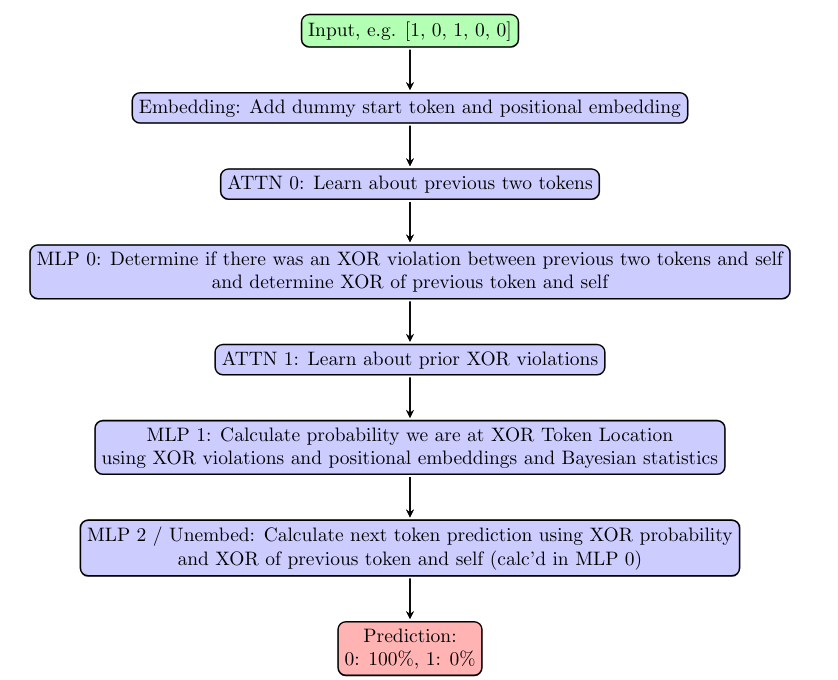 Input, e.g. [1, 0, 1, 0, 0]
Embedding: Add dummy start token and positional embedding
ATTN 0: Learn about previous two tokens
MLP 0: Determine if there was an XOR violation between previous two tokens and self
and determine XOR of previous token and self
ATTN 1: Learn about prior XOR violations
MLP 1: Calculate probability we are at XOR Token Location
using XOR violations and positional embeddings and Bayesian statistics
MLP 2 / Unembed: Calculate next token prediction using XOR probability
and XOR of previous token and self (calc'd in MLP 0)
Prediction:
0: 100%, 1: 0%